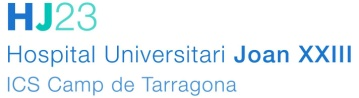 HJ23
Hospital Universitari Joan XXIII
ICS Camp de Tarragona